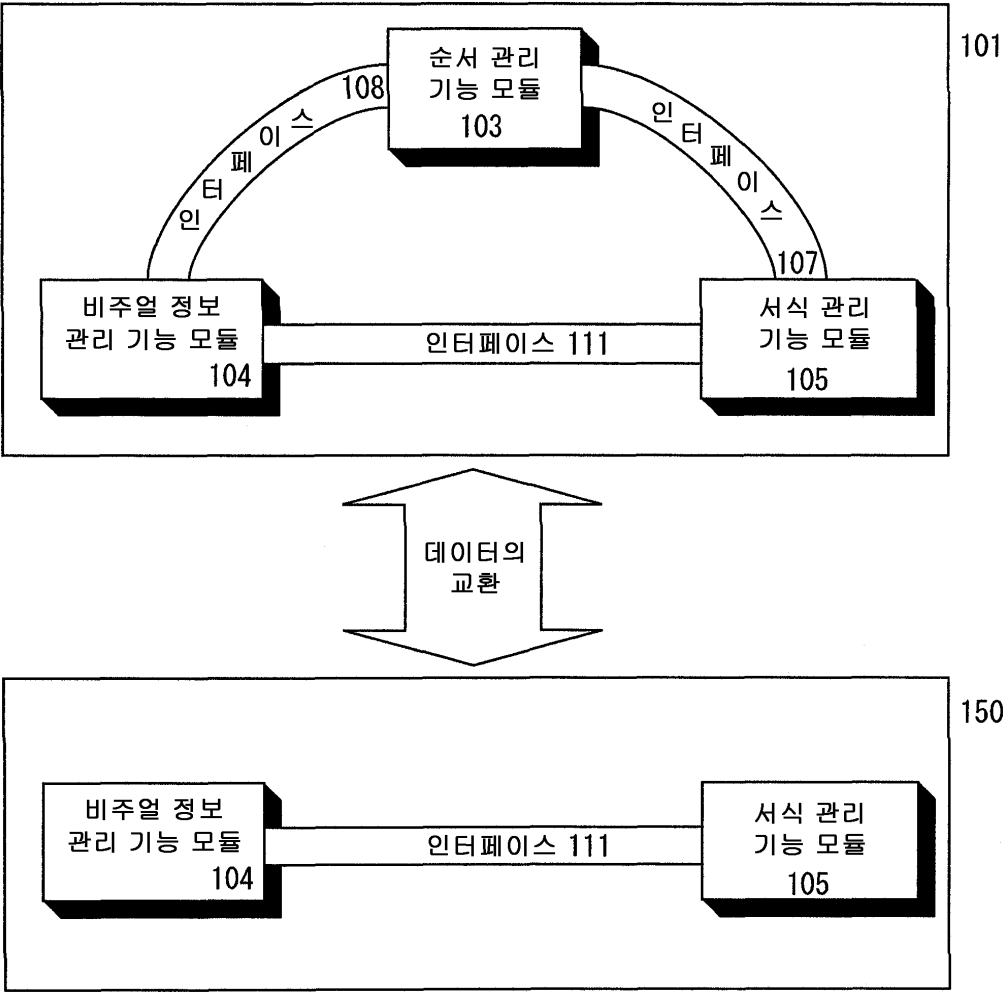 101
순서 관리
기능 모듈
103
108
인터페이스
인터페이스
107
비주얼 정보
관리 기능 모듈
104
인터페이스 111
서식 관리
기능 모듈
105
데이터의
교환
150
비주얼 정보
관리 기능 모듈
104
인터페이스 111
서식 관리
기능 모듈
105